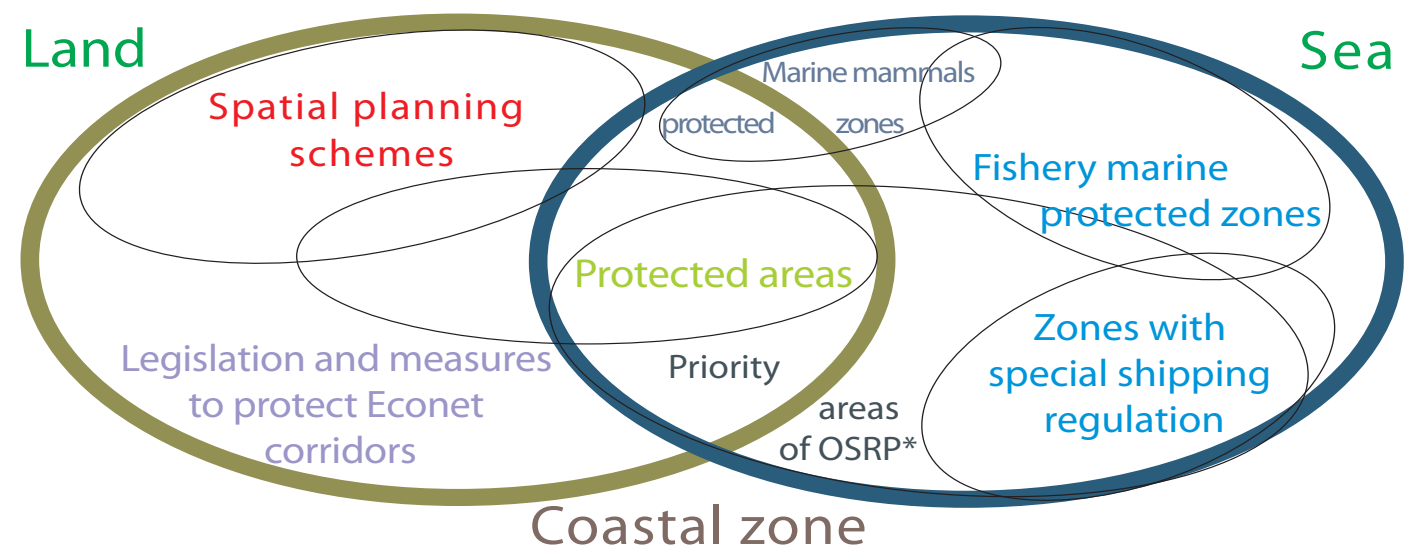 Land
Sea
Spatial planning
schemes
Marine mammals
protected zones
Fishery marine
protected zones
Protected areas
Legislation and measures
to protect Econet
corridors
Priority
areas
of OSRP*
Zones with
special shipping
regulation
Coastal zone